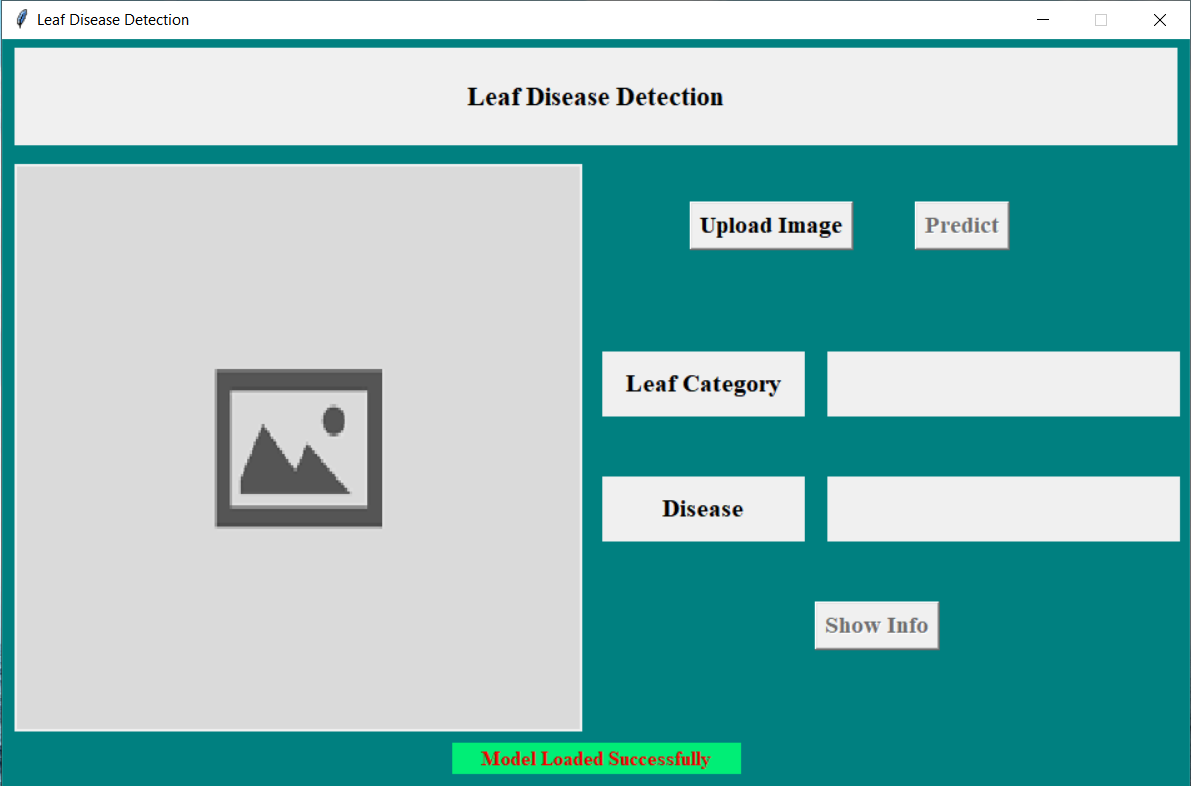 Leaf Disease Detection
Leaf Disease Detection
Upload Image
Predict
Leaf Category
Disease
Show Info
Model Loaded Successfully